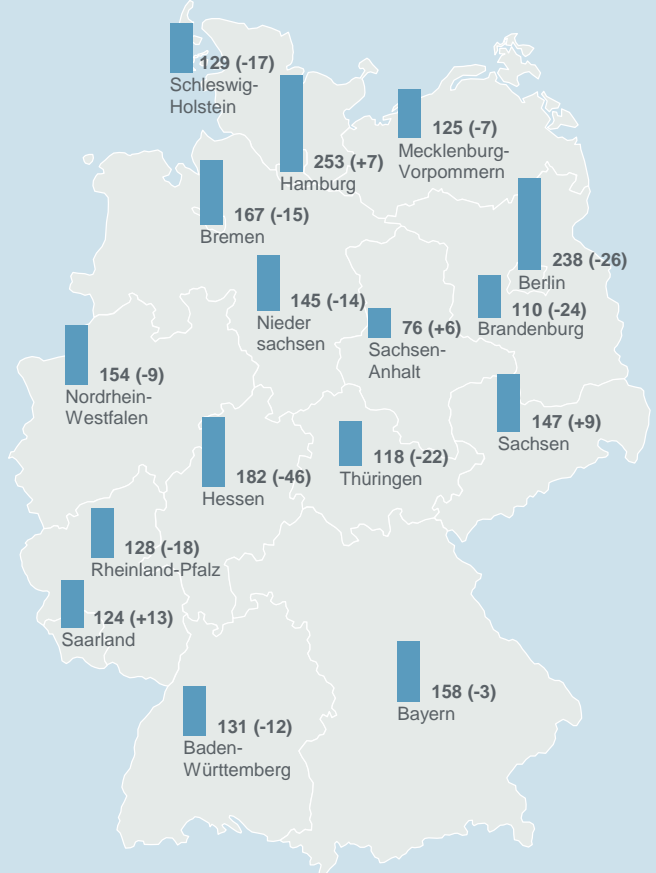 129 (-17)
Schleswig-
Holstein
253 (+7)
Hamburg
125 (-7)
Mecklenburg-
Vorpommern
167 (-15)
Bremen
238 (-26)
Berlin
145 (-14)
Nieder
sachsen
76 (+6)
Sachsen-
Anhalt
110 (-24)
Brandenburg
154 (-9)
Nordrhein-
Westfalen
147 (+9)
Sachsen
182 (-46)
Hessen
118 (-22)
Thüringen
128 (-18)
Rheinland-Pfalz
124 (+13)
Saarland
158 (-3)
Bayern
131 (-12)
Baden-
Württemberg